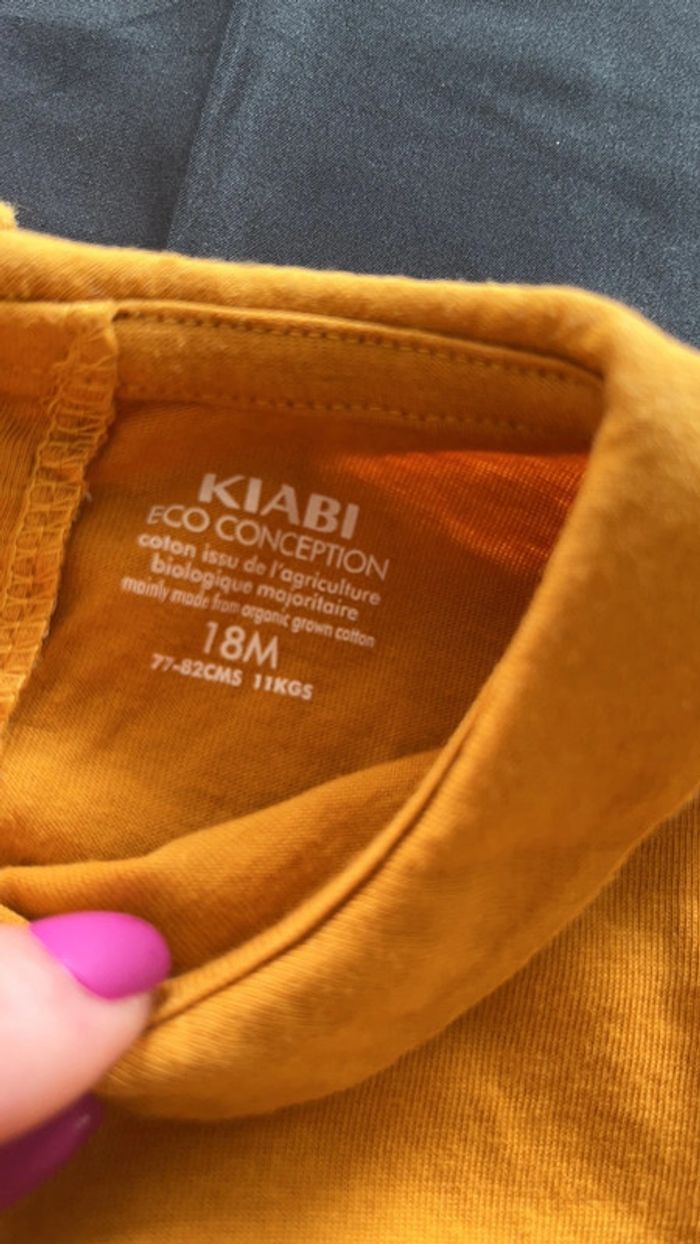 KIABI
ECO CONCEPTION
coton issu de l'agriculture
biologique majoritaire
mainly made from organic grown cotton
18M
77-82CMS 11KGS